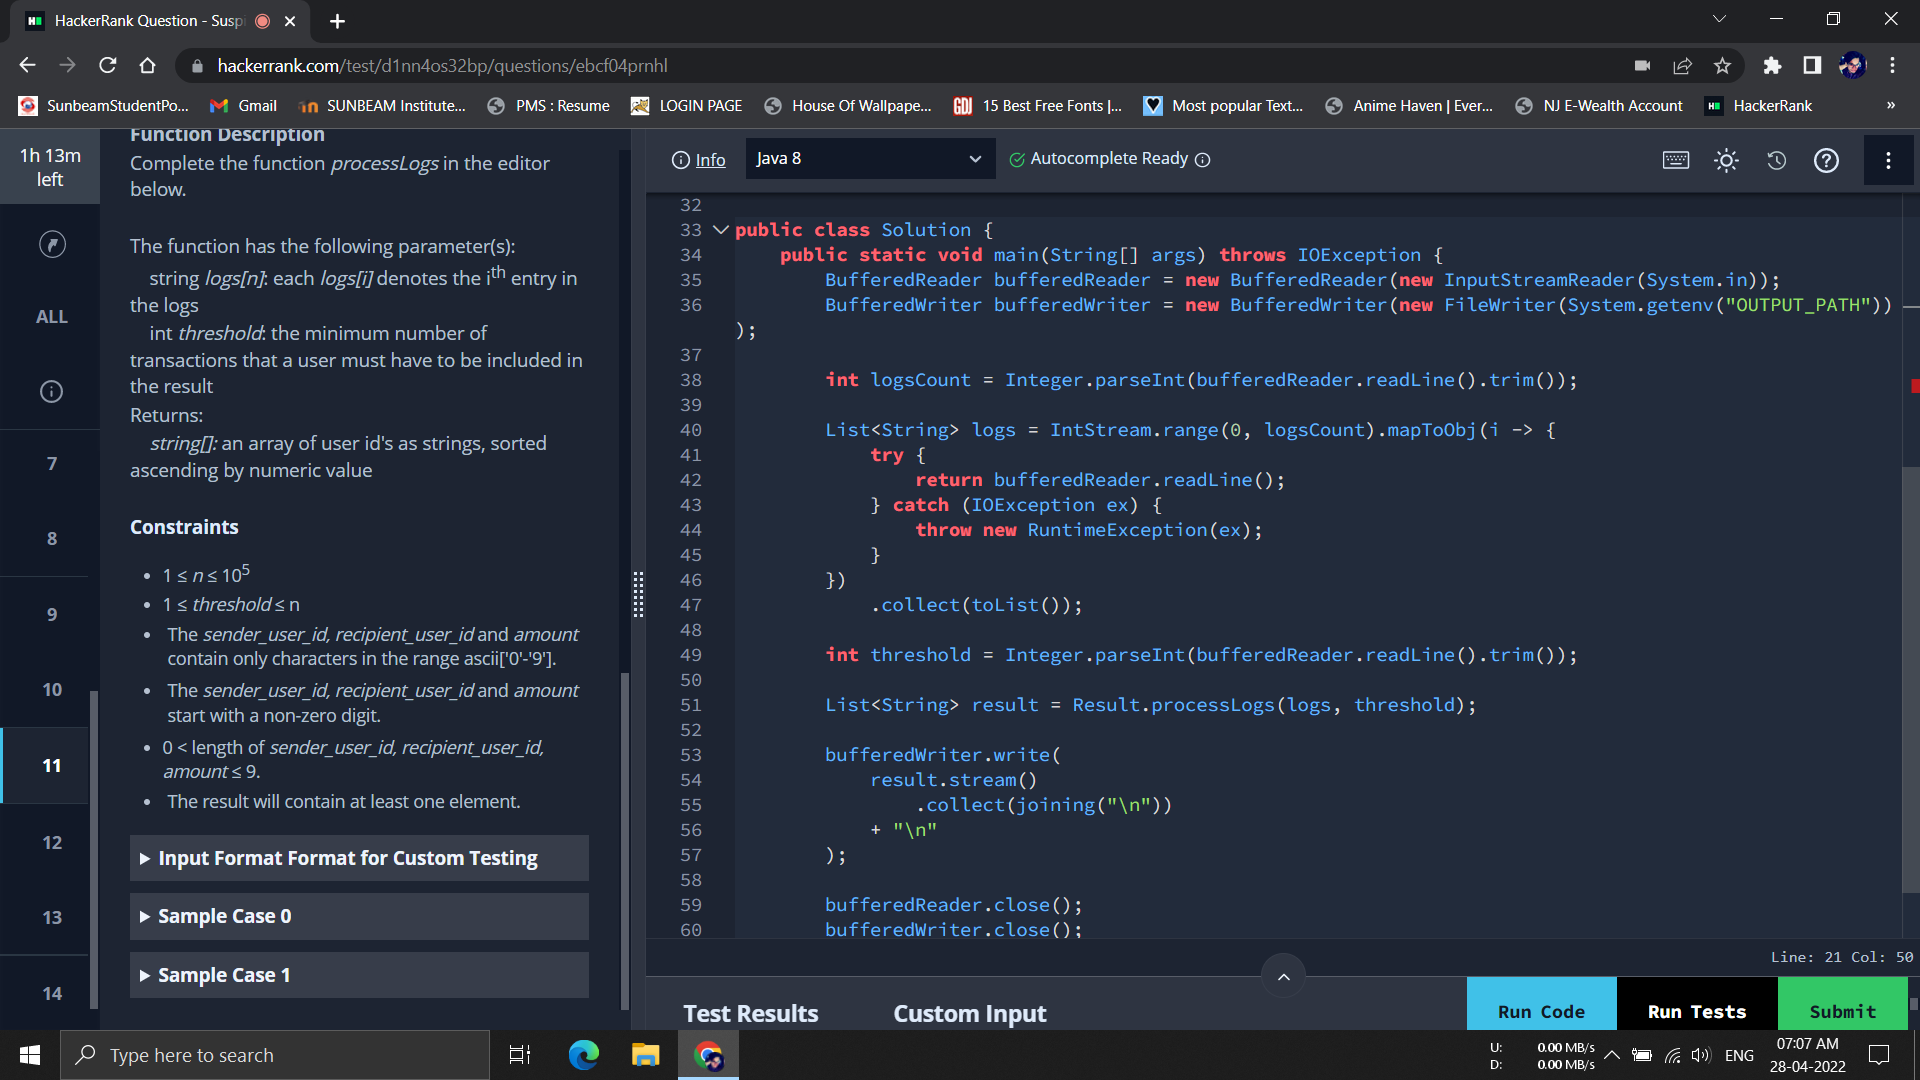 HackerRank Question - Susp
hackerrank.com/test/d1nn4os32bp/questions/ebcf04prnhl
SunbeamStudentPo...
Gmail
SUNBEAM Institute...
PMS : Resume
LOGIN PAGE
House Of Wallpape...
15 Best Free Fonts |...
Most popular Text...
Anime Haven | Ever...
NJ E-Wealth Account
HackerRank
»
1h 13m
left
ALL
7
8
9
10
11
12
13
14
Function Description
Complete the function processLogs in the editor
below.
The function has the following parameter(s):
string logs[n]: each logs[i] denotes the ith entry in
the logs
int threshold: the minimum number of
transactions that a user must have to be included in
the result
Returns:
string[]: an array of user id's as strings, sorted
ascending by numeric value
Constraints
• 1 ≤ n ≤ 10^5
• 1 ≤ threshold ≤ n
• The sender_user_id, recipient_user_id and amount
contain only characters in the range ascii['0'-'9'].
• The sender_user_id, recipient_user_id and amount
start with a non-zero digit.
• 0 < length of sender_user_id, recipient_user_id,
amount ≤ 9.
• The result will contain at least one element.
Input Format Format for Custom Testing
Sample Case 0
Sample Case 1
Info
Java 8
Autocomplete Ready
32
33 public class Solution {
34 public static void main(String[] args) throws IOException {
35 BufferedReader bufferedReader = new BufferedReader(new InputStreamReader(System.in));
36 BufferedWriter bufferedWriter = new BufferedWriter(new FileWriter(System.getenv("OUTPUT_PATH"))
);
37
38 int logsCount = Integer.parseInt(bufferedReader.readLine().trim());
39
40 List<String> logs = IntStream.range(0, logsCount).mapToObj(i -> {
41 try {
42 return bufferedReader.readLine();
43 } catch (IOException ex) {
44 throw new RuntimeException(ex);
45 }
46 })
47 .collect(toList());
48
49 int threshold = Integer.parseInt(bufferedReader.readLine().trim());
50
51 List<String> result = Result.processLogs(logs, threshold);
52
53 bufferedWriter.write(
54 result.stream()
55 .collect(joining("\n"))
56 + "\n"
57 );
58
59 bufferedReader.close();
60 bufferedWriter.close();
Line: 21 Col: 50
Test Results
Custom Input
Run Code
Run Tests
Submit
Type here to search
U: 0.00 MB/s
D: 0.00 MB/s
ENG
07:07 AM
28-04-2022